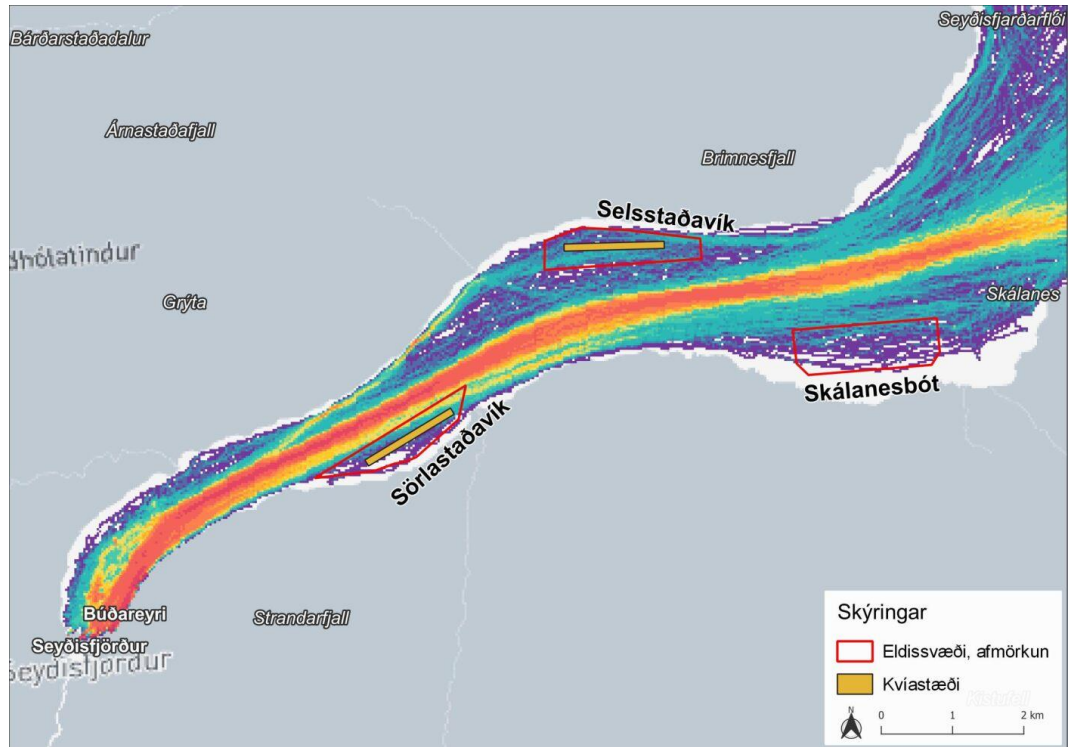 Seyðisfjarðarflói
Bárðarstaðadalur
Árnastaðafjall
Brimnesfjall
Selsstaðavík
Grýta
Skálanes
Skálanesbót
Sörlastaðavík
Búðareyri
Strandarfjall
Seyðisfjörður
Seyðisfjörður
Skýringar
Eldissvæði, afmörkun
Kvíastæði
N
0 1 2 km